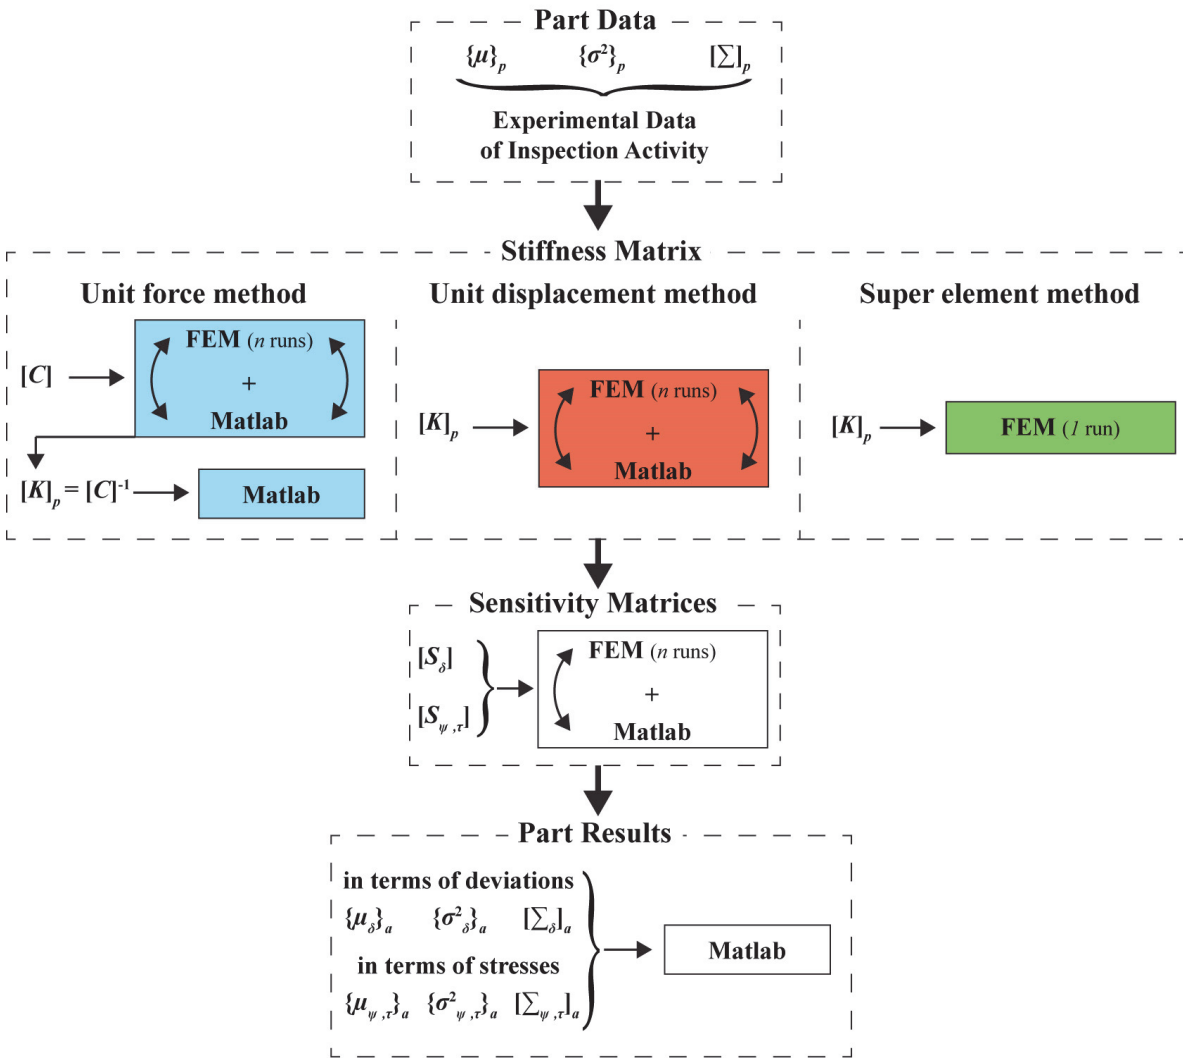 Part Data
{μ}p {σ²}p [∑]p
Experimental Data
of Inspection Activity
Stiffness Matrix
Unit force method
[C]
FEM (n runs)
+
Matlab
[K]p = [C]-1
Matlab
Unit displacement method
[K]p
FEM (n runs)
+
Matlab
Super element method
[K]p
FEM (1 run)
Sensitivity Matrices
[Sδ]
[Sψ,τ]
FEM (n runs)
+
Matlab
Part Results
in terms of deviations
{μδ}a {σ²δ}a [∑δ]a
in terms of stresses
{μψ,τ}a {σ²ψ,τ}a [∑ψ,τ]a
Matlab